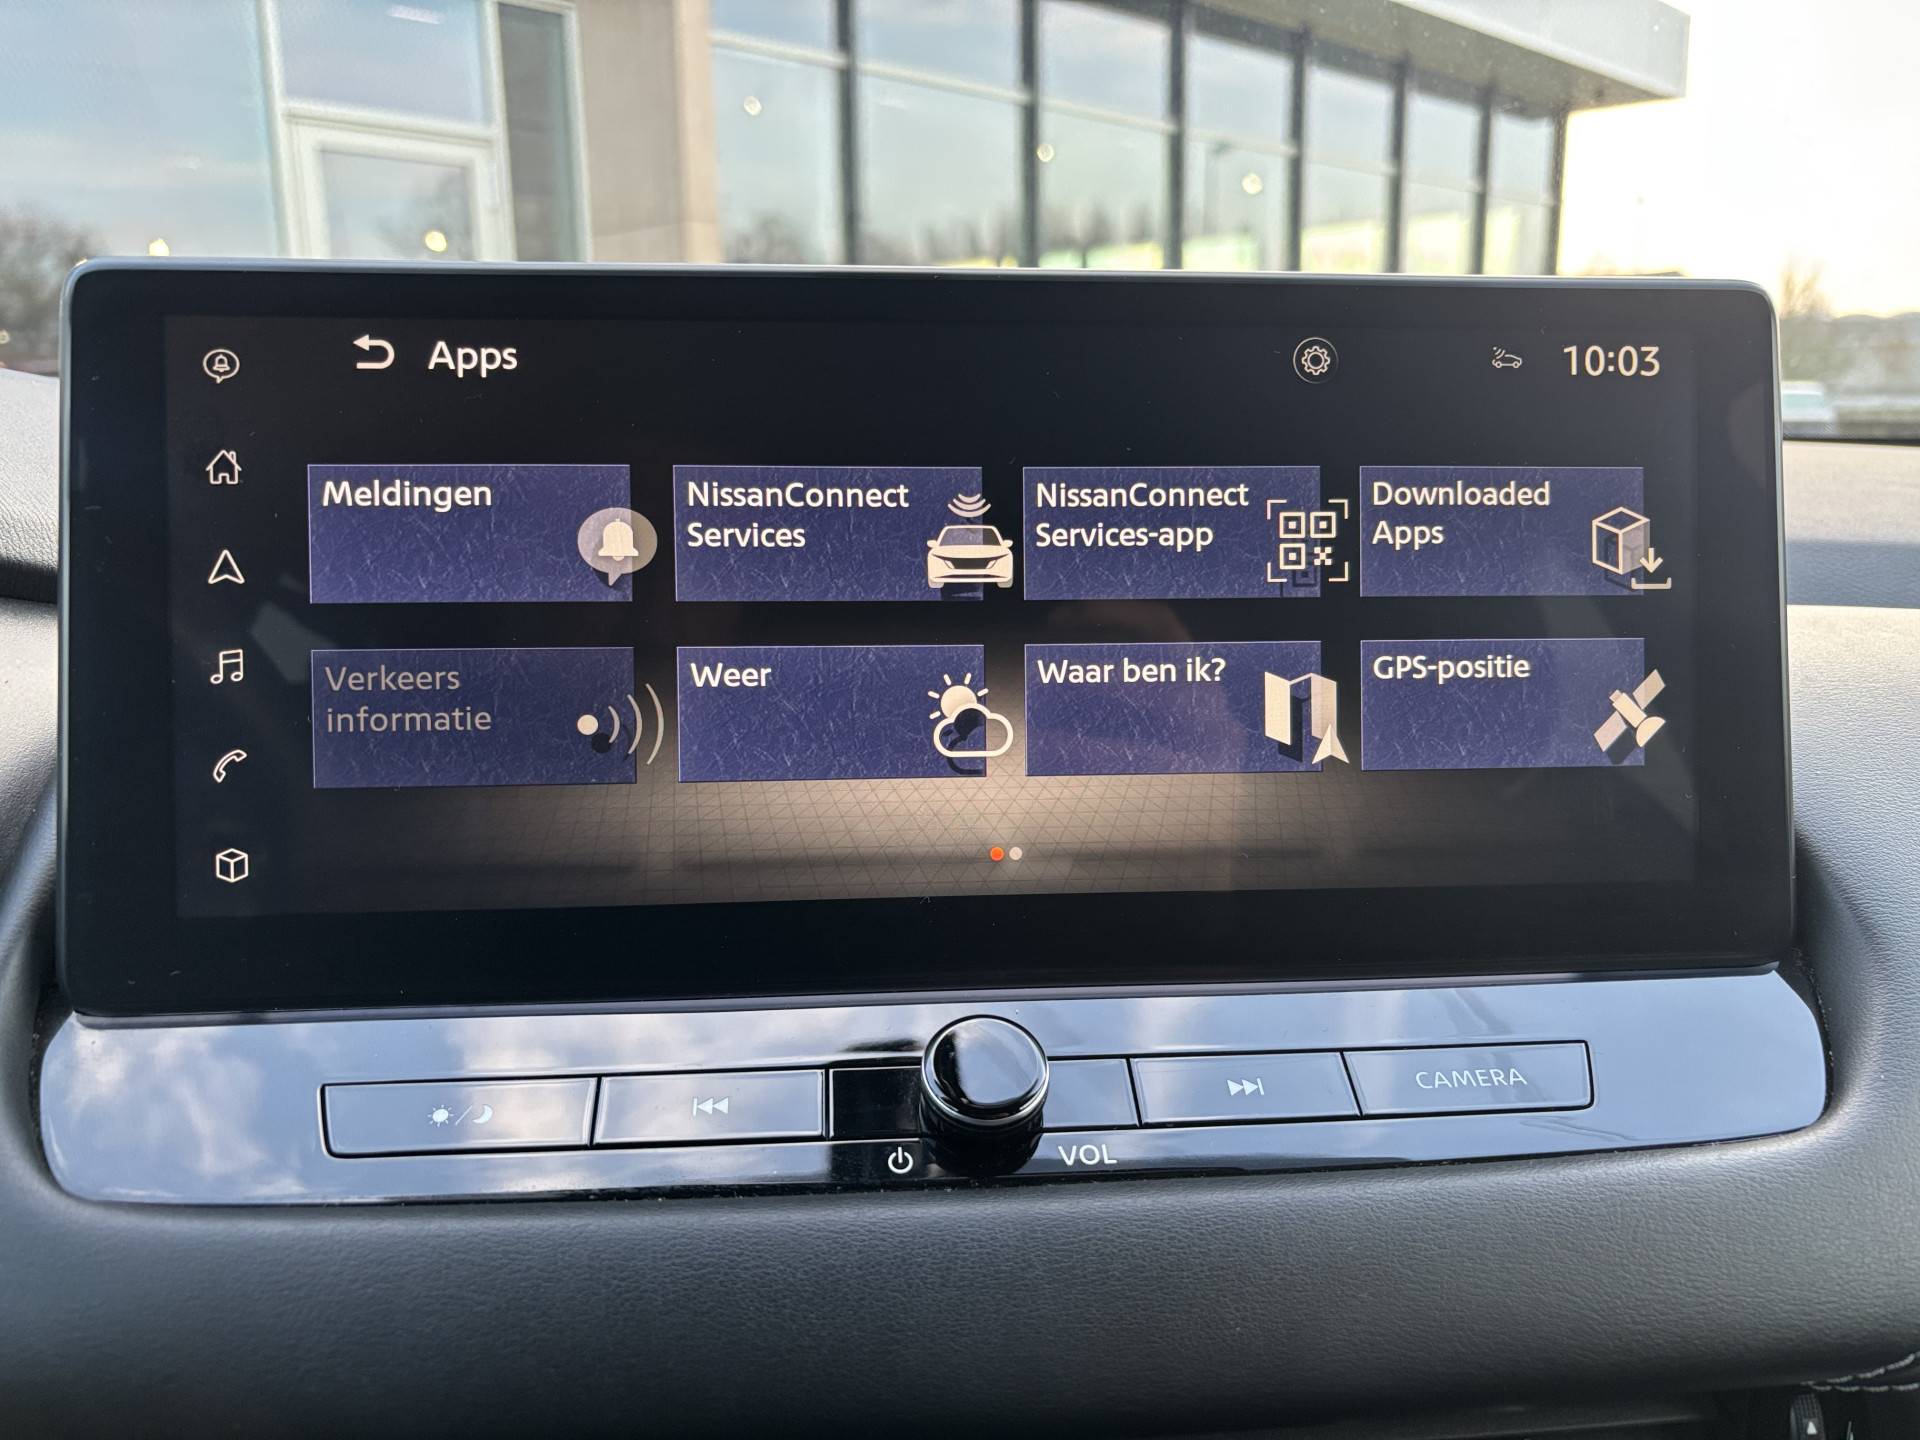 Apps
10:03
Meldingen
NissanConnect
Services
NissanConnect
Services-app
Downloaded
Apps
Verkeers
informatie
Weer
Waar ben ik?
GPS-positie
CAMERA
VOL